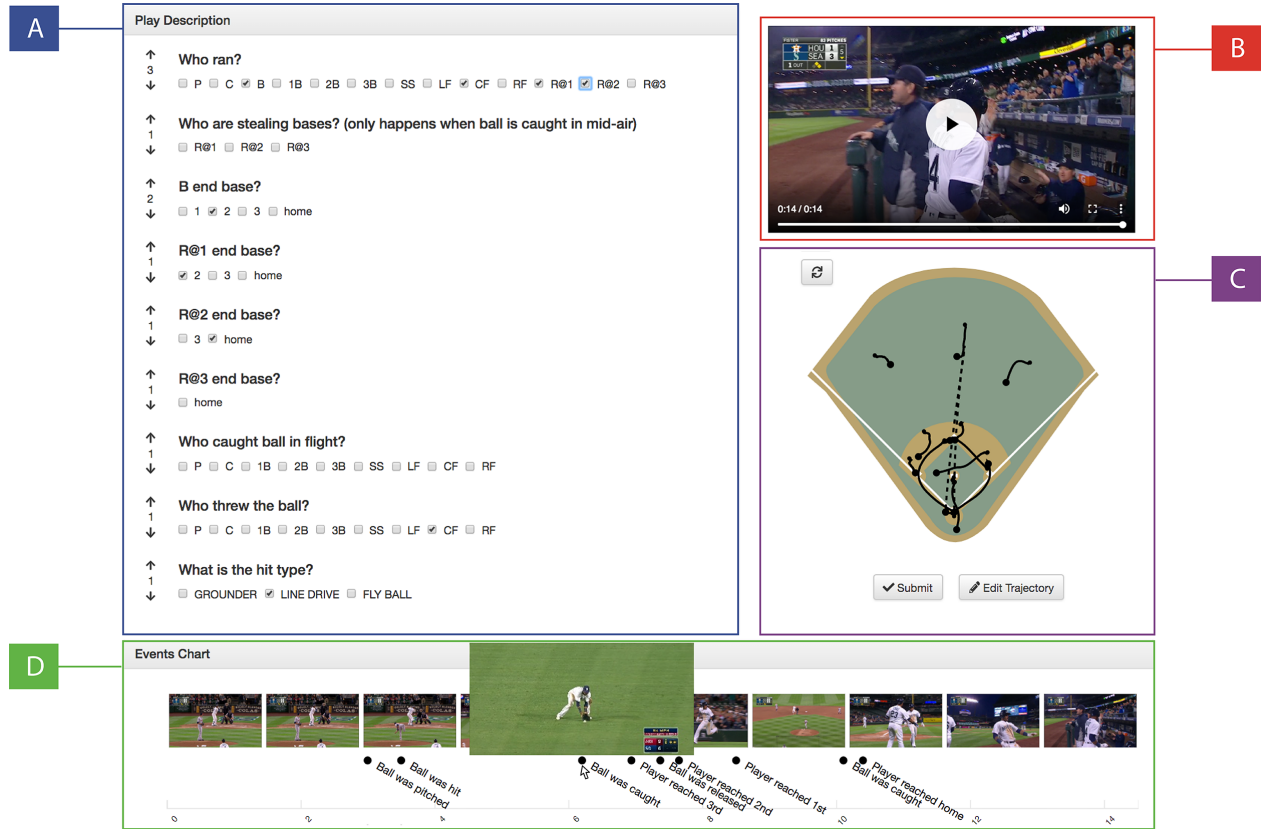 A
Play Description
Who ran?
3
P C B 1B 2B 3B SS LF CF RF R@1 R@2 R@3
Who are stealing bases? (only happens when ball is caught in mid-air)
1
R@1 R@2 R@3
B end base?
2
1 2 3 home
R@1 end base?
1
2 3 home
R@2 end base?
1
3 home
R@3 end base?
1
home
Who caught ball in flight?
1
P C 1B 2B 3B SS LF CF RF
Who threw the ball?
1
P C 1B 2B 3B SS LF CF RF
What is the hit type?
1
GROUNDER LINE DRIVE FLY BALL
B
FISTER 83 PITCHES
HOU 1
SEA 3
5
1 OUT
4
0:14 / 0:14
C
Submit
Edit Trajectory
D
Events Chart
Ball was pitched
Ball was hit
Ball was caught
Player reached 3rd
Ball was released
Player reached 2nd
Player reached 1st
Ball was caught
Player reached home
0 2 4 6 8 10 12 14